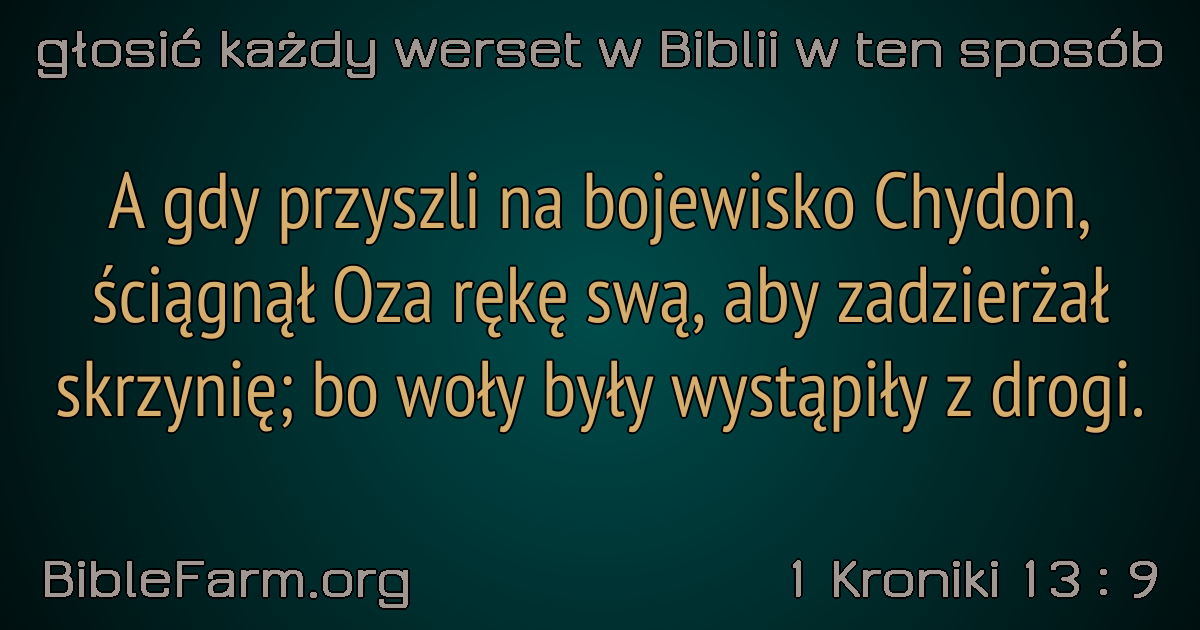 głosić każdy werset w Biblii w ten sposób
A gdy przyszli na bojewisko Chydon,
ściągnął Oza rękę swą, aby zadzierżał
skrzynię; bo woły były wystąpiły z drogi.
BibleFarm.org
1 Kroniki 13 : 9